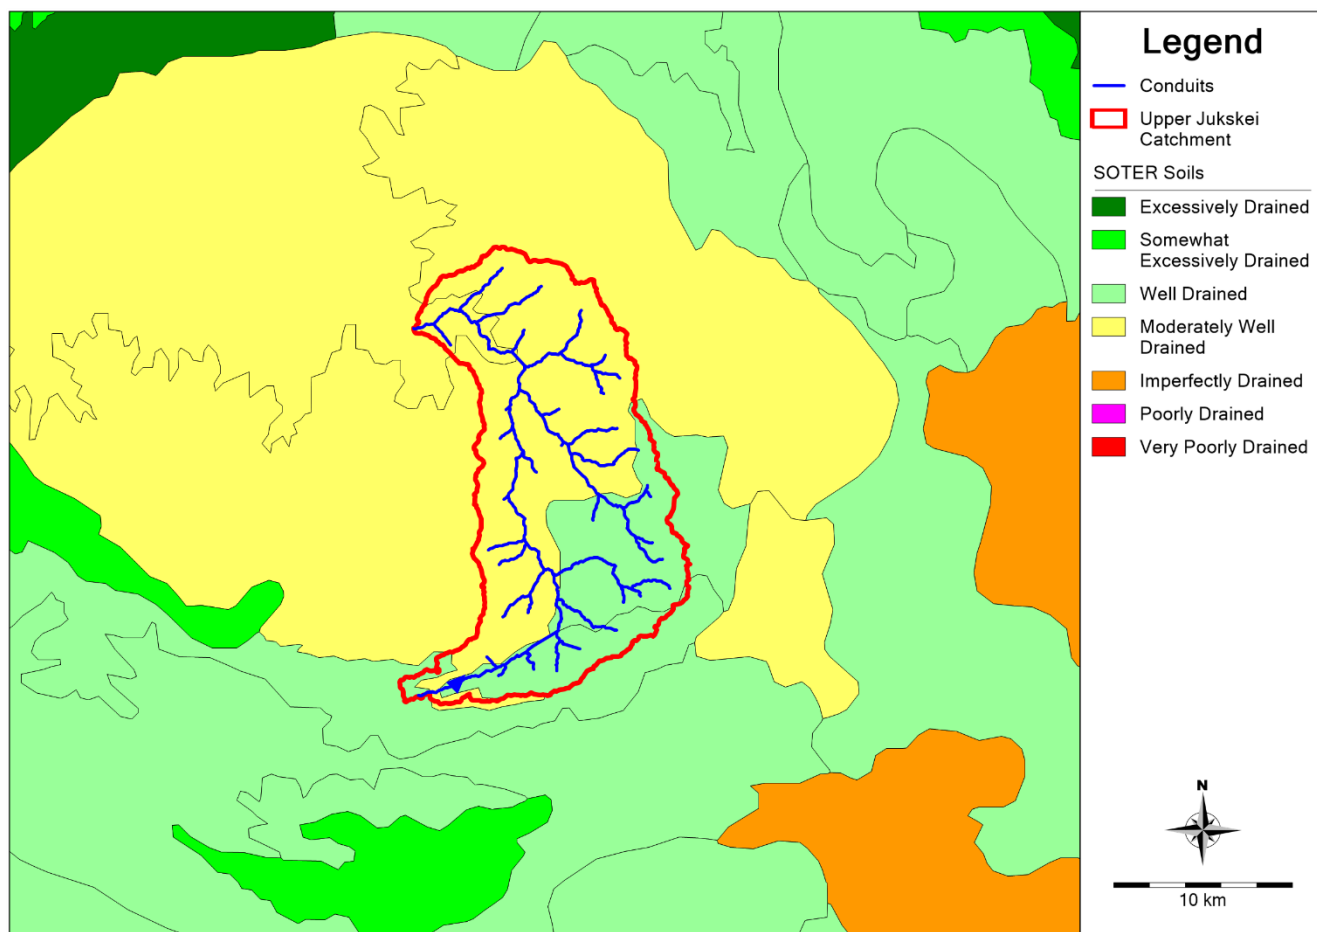 Legend
Conduits
Upper Jukskei
Catchment
SOTER Soils
Excessively Drained
Somewhat
Excessively Drained
Well Drained
Moderately Well
Drained
Imperfectly Drained
Poorly Drained
Very Poorly Drained
N
10 km